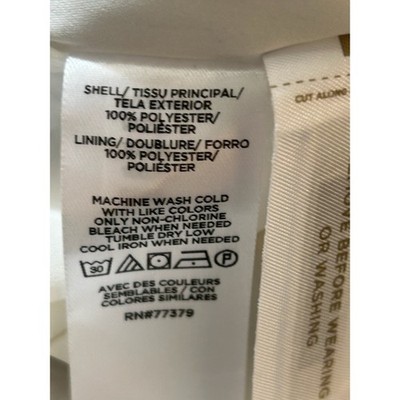 SHELL/ TISSU PRINCIPAL/
TELA EXTERIOR
100% POLYESTER/
POLIÉSTER
LINING/ DOUBLURE/ FORRO
100% POLYESTER/
POLIÉSTER
MACHINE WASH COLD
WITH LIKE COLORS
ONLY NON-CHLORINE
BLEACH WHEN NEEDED
TUMBLE DRY LOW
COOL IRON WHEN NEEDED
30 P
AVEC DES COULEURS
SEMBLABLES / CON
COLORES SIMILARES
RN#77379
CUT ALONG
BEFORE WEARING
OR WASHING